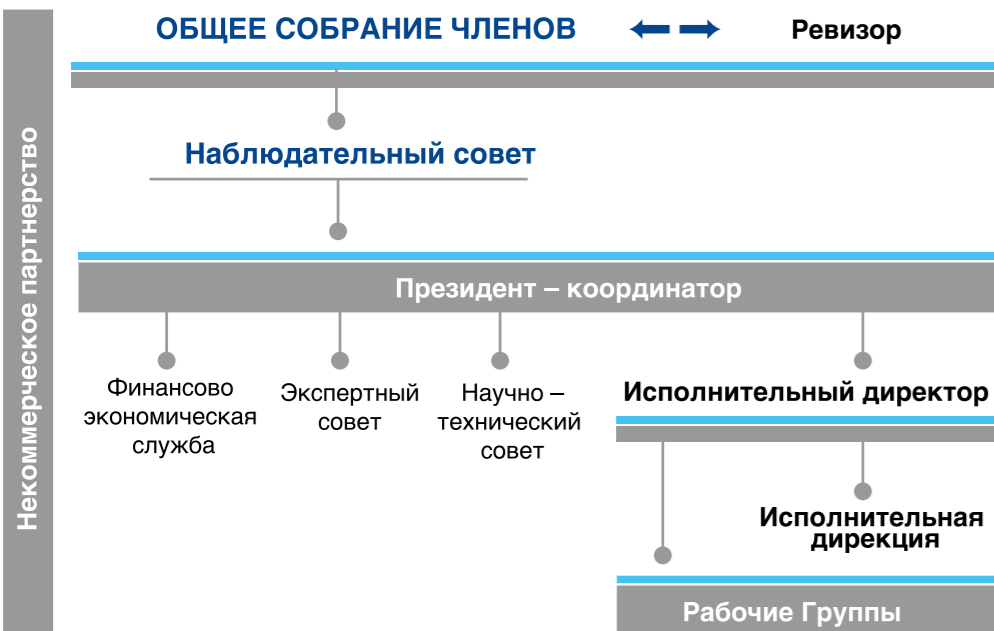 Некоммерческое партнерство
ОБЩЕЕ СОБРАНИЕ ЧЛЕНОВ
Ревизор
Наблюдательный совет
Президент – координатор
Финансово
экономическая
служба
Экспертный
совет
Научно –
технический
совет
Исполнительный директор
Исполнительная
дирекция
Рабочие Группы